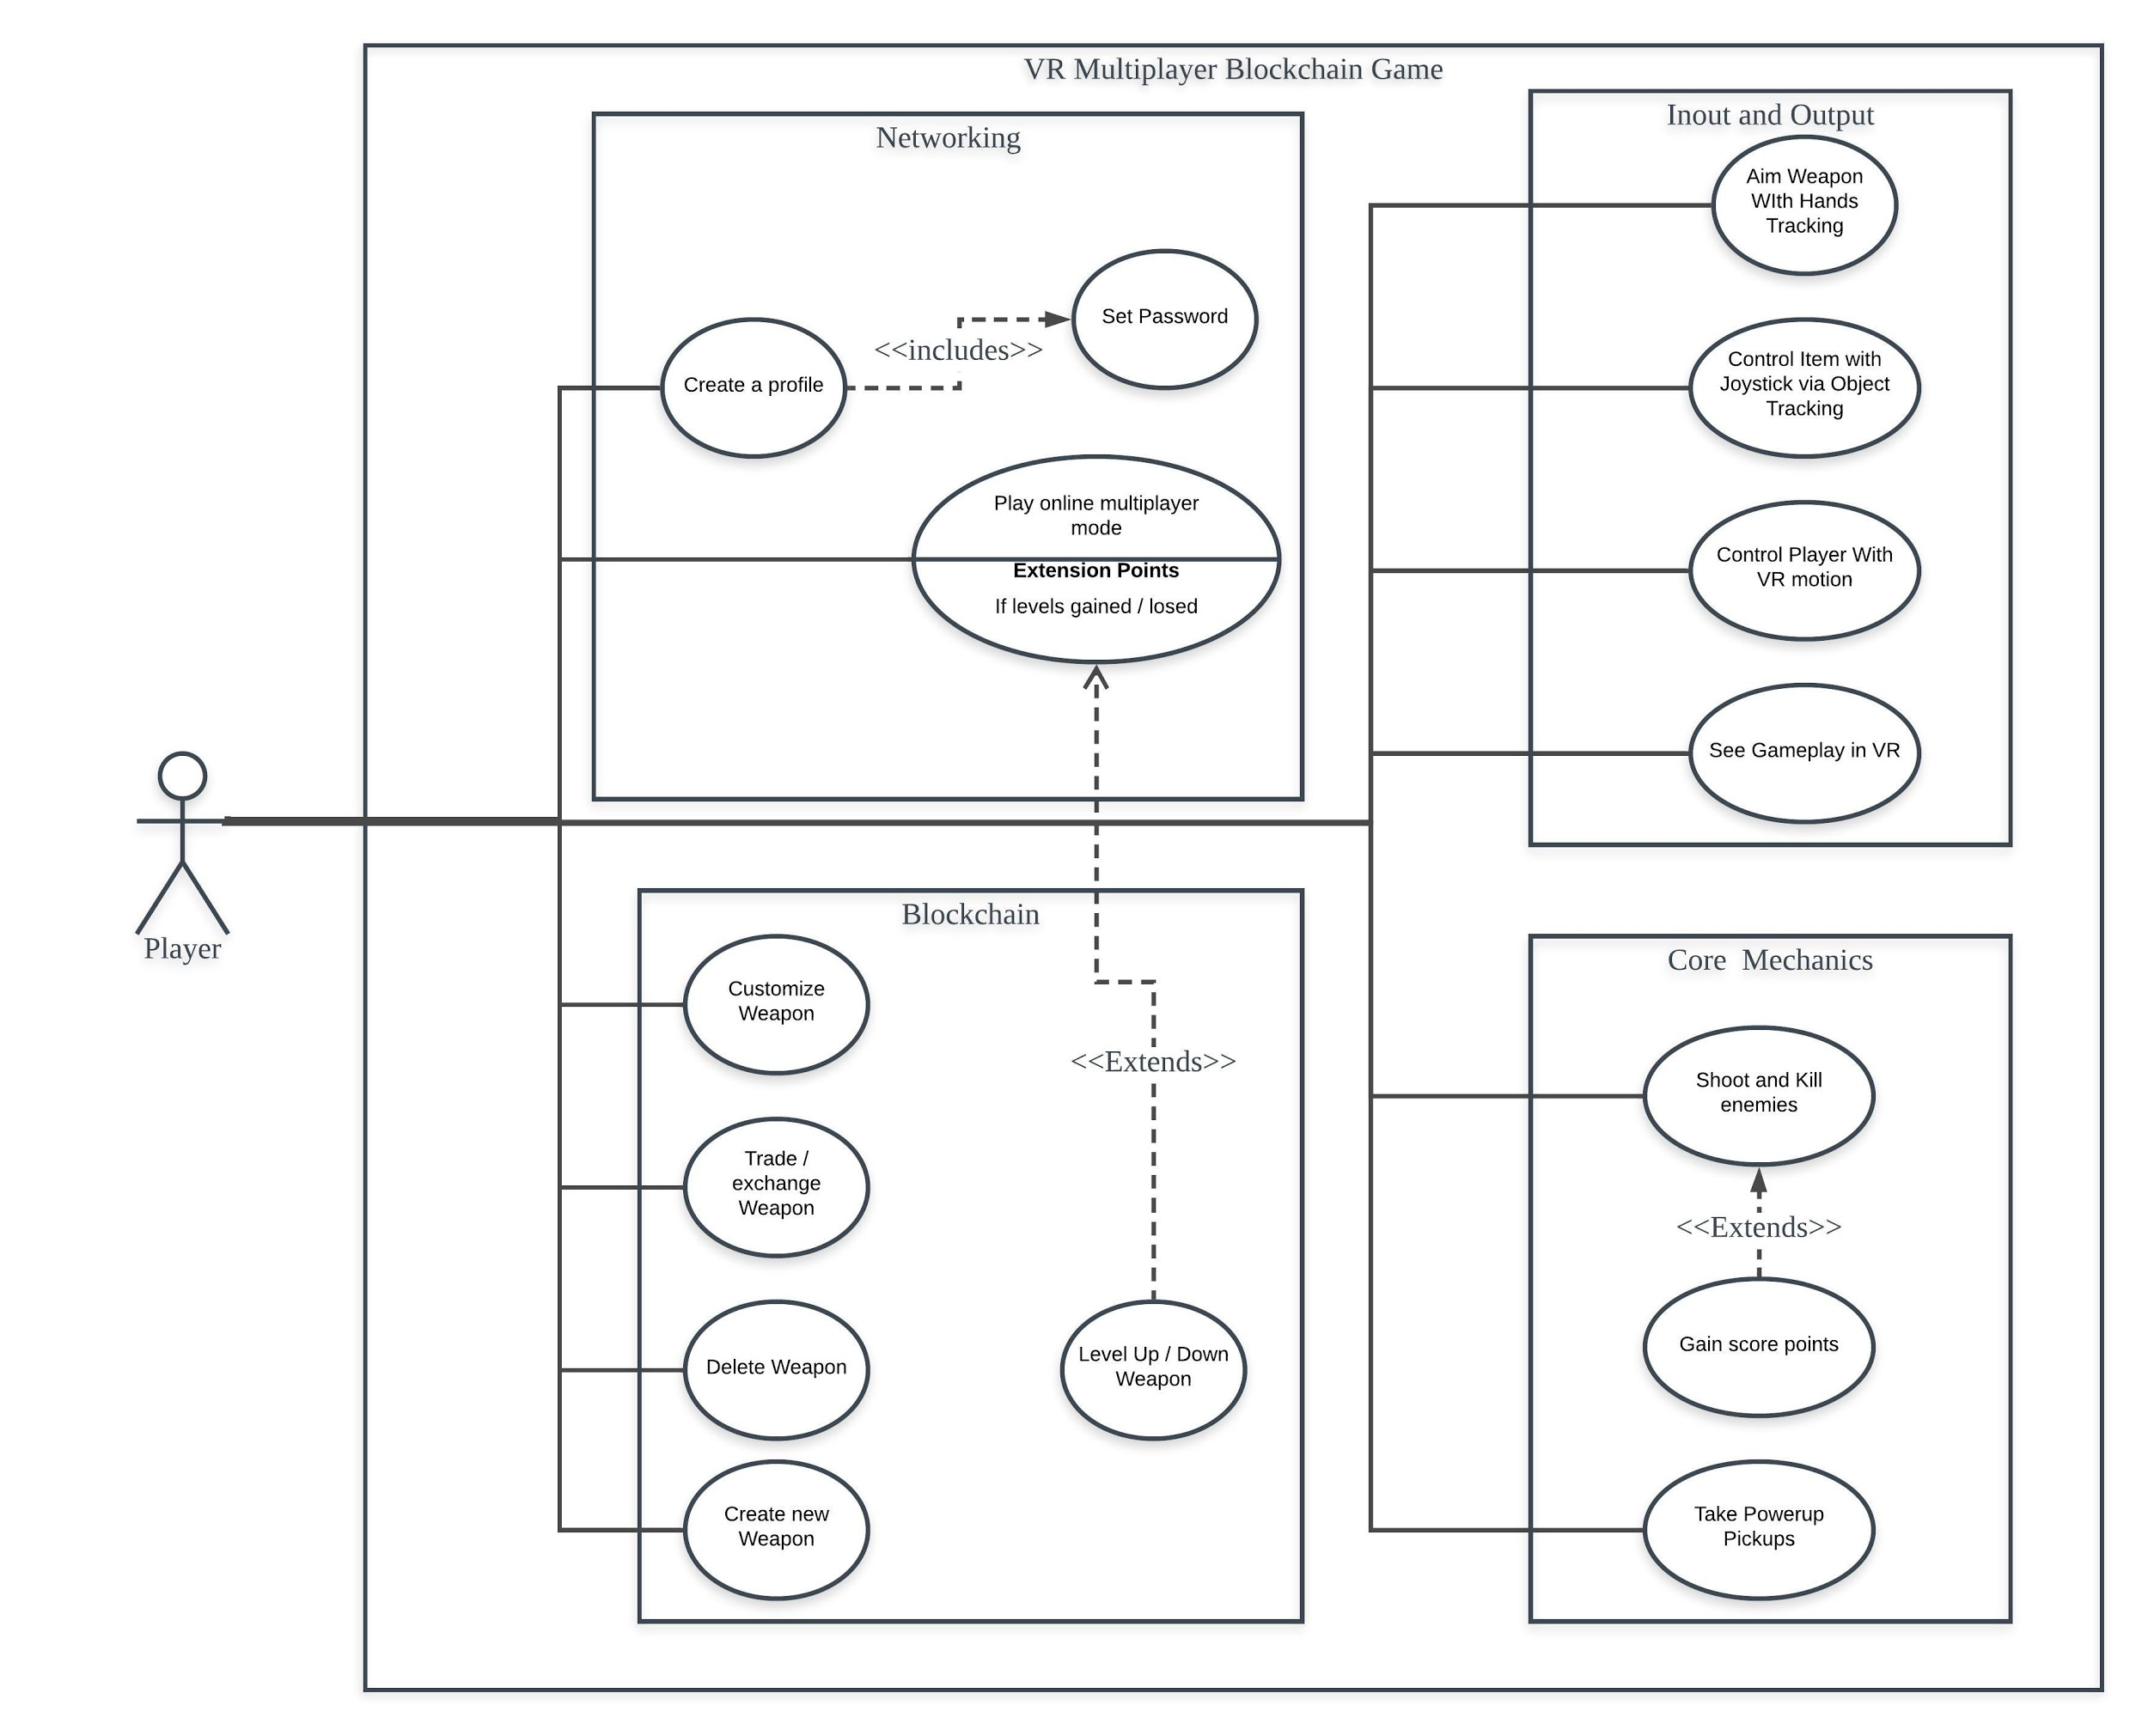 VR Multiplayer Blockchain Game
Networking
Set Password
<<includes>>
Create a profile
Play online multiplayer
mode
Extension Points
If levels gained / losed
Inout and Output
Aim Weapon
WIth Hands
Tracking
Control Item with
Joystick via Object
Tracking
Control Player With
VR motion
See Gameplay in VR
Player
Blockchain
Customize
Weapon
<<Extends>>
Trade /
exchange
Weapon
Delete Weapon
Level Up / Down
Weapon
Create new
Weapon
Core  Mechanics
Shoot and Kill
enemies
<<Extends>>
Gain score points
Take Powerup
Pickups